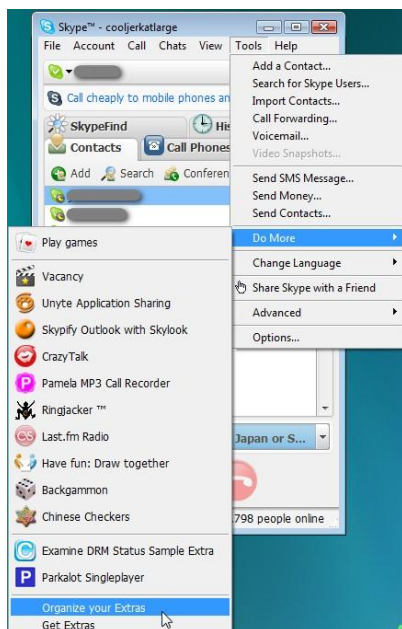 Skype™ - cooljerkatlarge
File Account Call Chats View Tools Help
Call cheaply to mobile phones an
SkypeFind
Contacts Call Phones
Add Search Conferen
Add a Contact...
Search for Skype Users...
Import Contacts...
Call Forwarding...
Voicemail...
Video Snapshots...
Send SMS Message...
Send Money...
Send Contacts...
Do More
Change Language
Share Skype with a Friend
Advanced
Options...
Play games
Vacancy
Unyte Application Sharing
Skypify Outlook with Skylook
CrazyTalk
Pamela MP3 Call Recorder
Ringjacker ™
Last.fm Radio
Have fun: Draw together
Backgammon
Chinese Checkers
Examine DRM Status Sample Extra
Parkalot Singleplayer
Organize your Extras
Get Extras
Japan or S...
798 people online